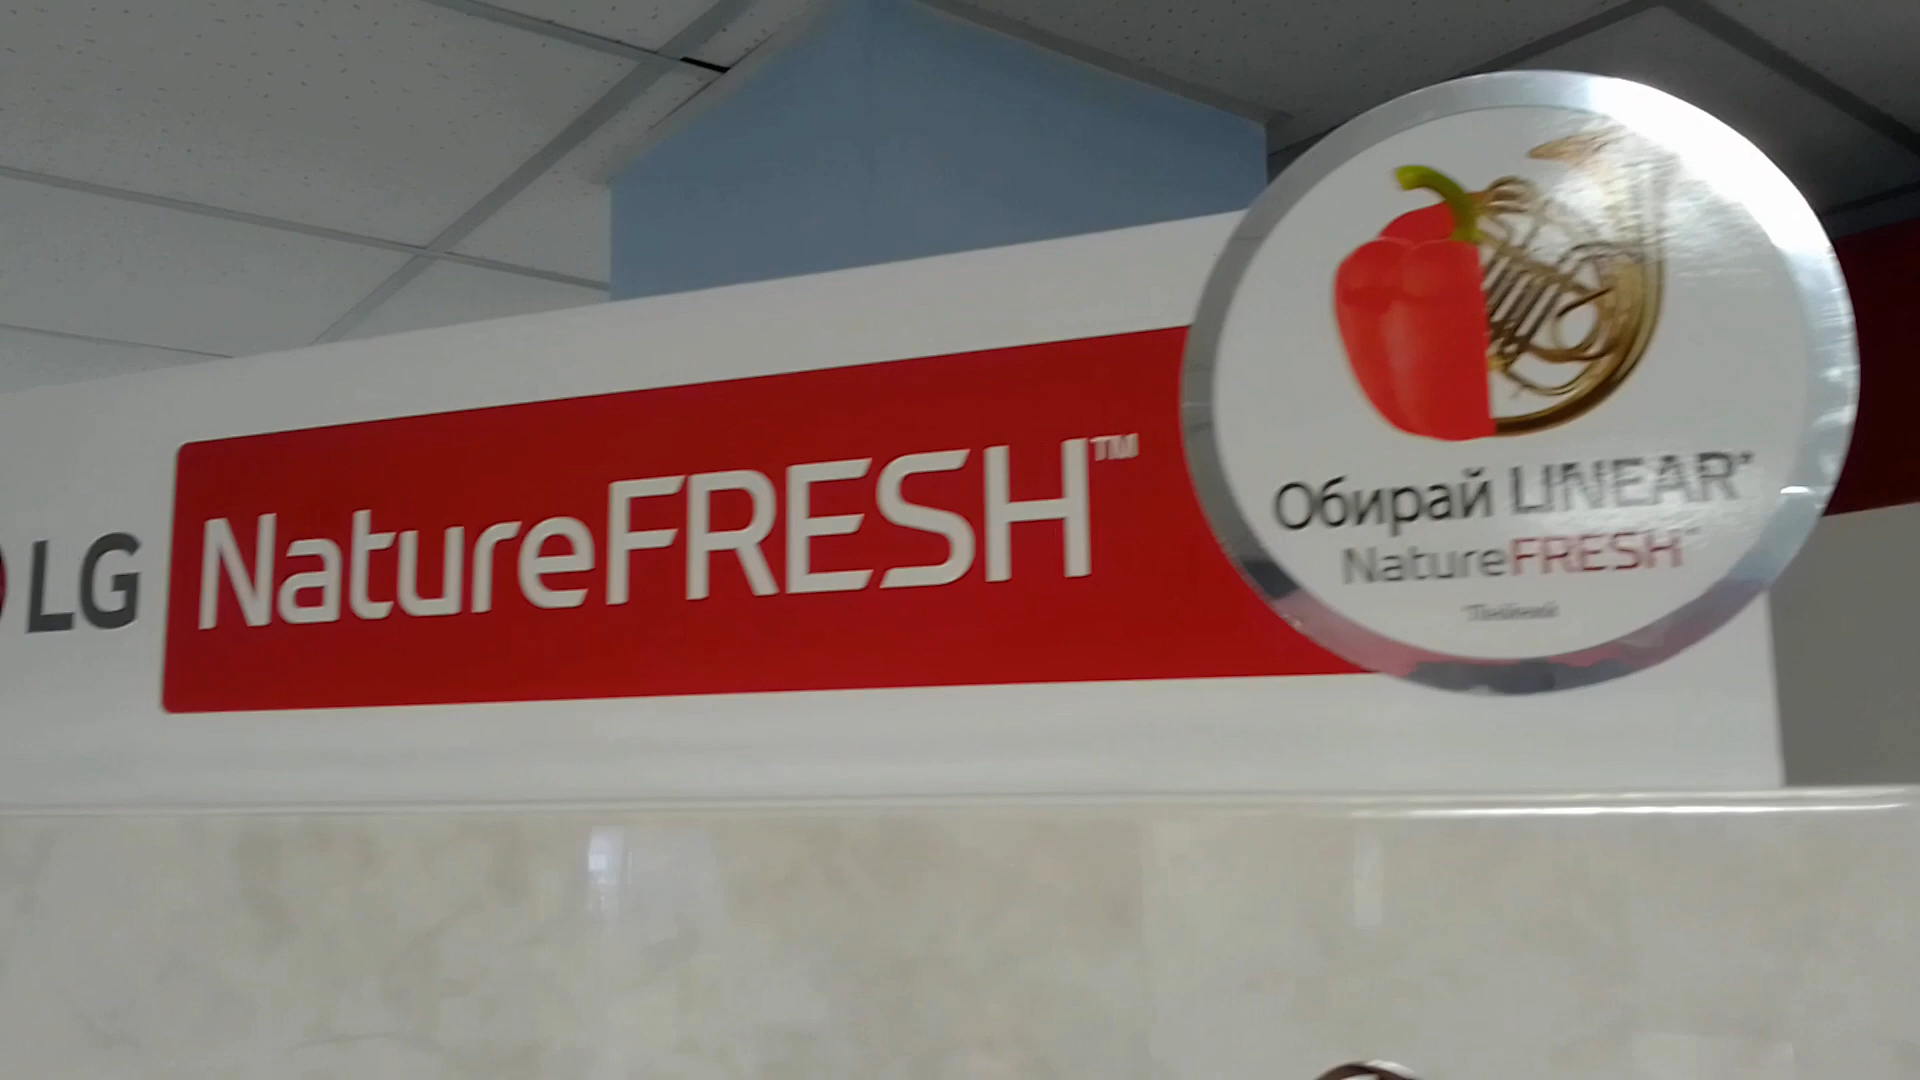 LG
NatureFRESH™
Обирай LINEAR*
NatureFRESH™